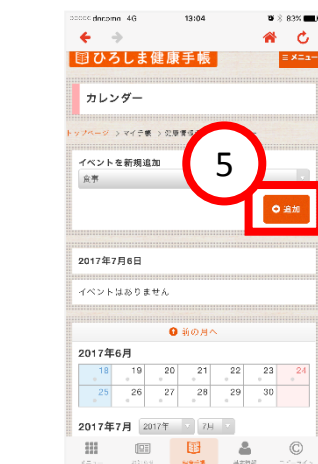 docomo 4G 13:04 83%
ひろしま健康手帳
メニュー
カレンダー
トップページ > マイ手帳 >
イベントを新規追加
5
食事
追加
2017年7月6日
イベントはありません
前の月へ
2017年6月
18 19 20 21 22 23 24
25 26 27 28 29 30
2017年7月 2017年 7月
メニュー